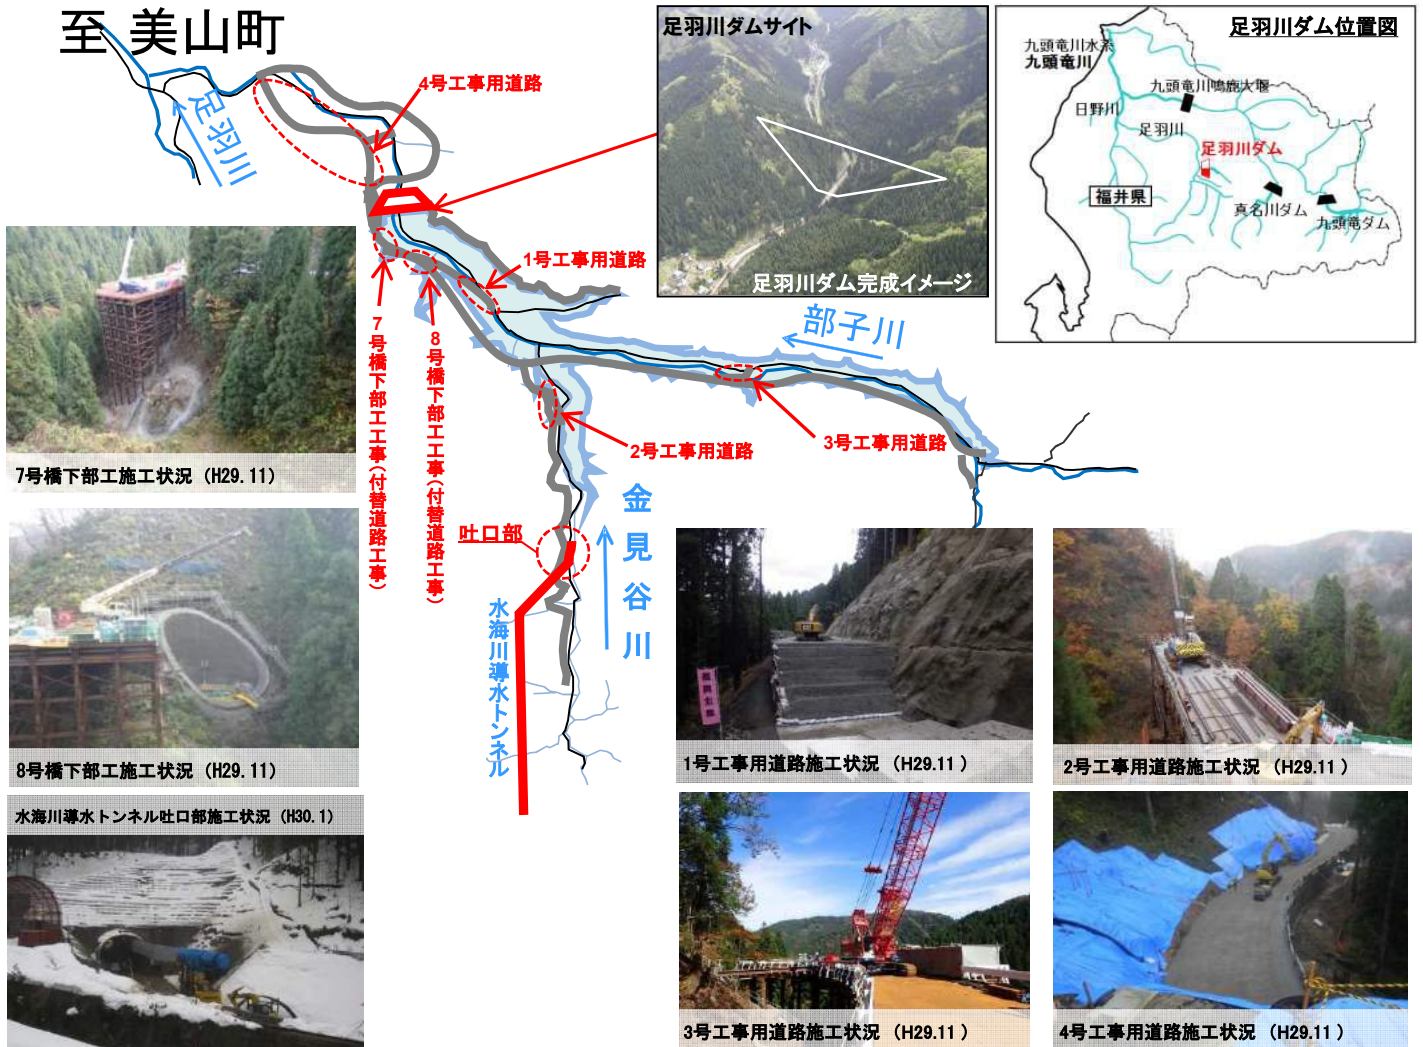 至 美山町
足羽川
4号工事用道路
1号工事用道路
7号橋下部工工事(付替道路工事)
8号橋下部工工事(付替道路工事)
部子川
2号工事用道路
3号工事用道路
吐口部
金見谷川
水海川導水トンネル
足羽川ダムサイト
足羽川ダム完成イメージ
足羽川ダム位置図
九頭竜川水系
九頭竜川
九頭竜川鳴鹿大堰
日野川
足羽川
足羽川ダム
福井県
真名川ダム
九頭竜ダム
7号橋下部工施工状況 (H29.11)
8号橋下部工施工状況 (H29.11)
水海川導水トンネル吐口部施工状況 (H30.1)
1号工事用道路施工状況 (H29.11)
2号工事用道路施工状況 (H29.11)
3号工事用道路施工状況 (H29.11)
4号工事用道路施工状況 (H29.11)